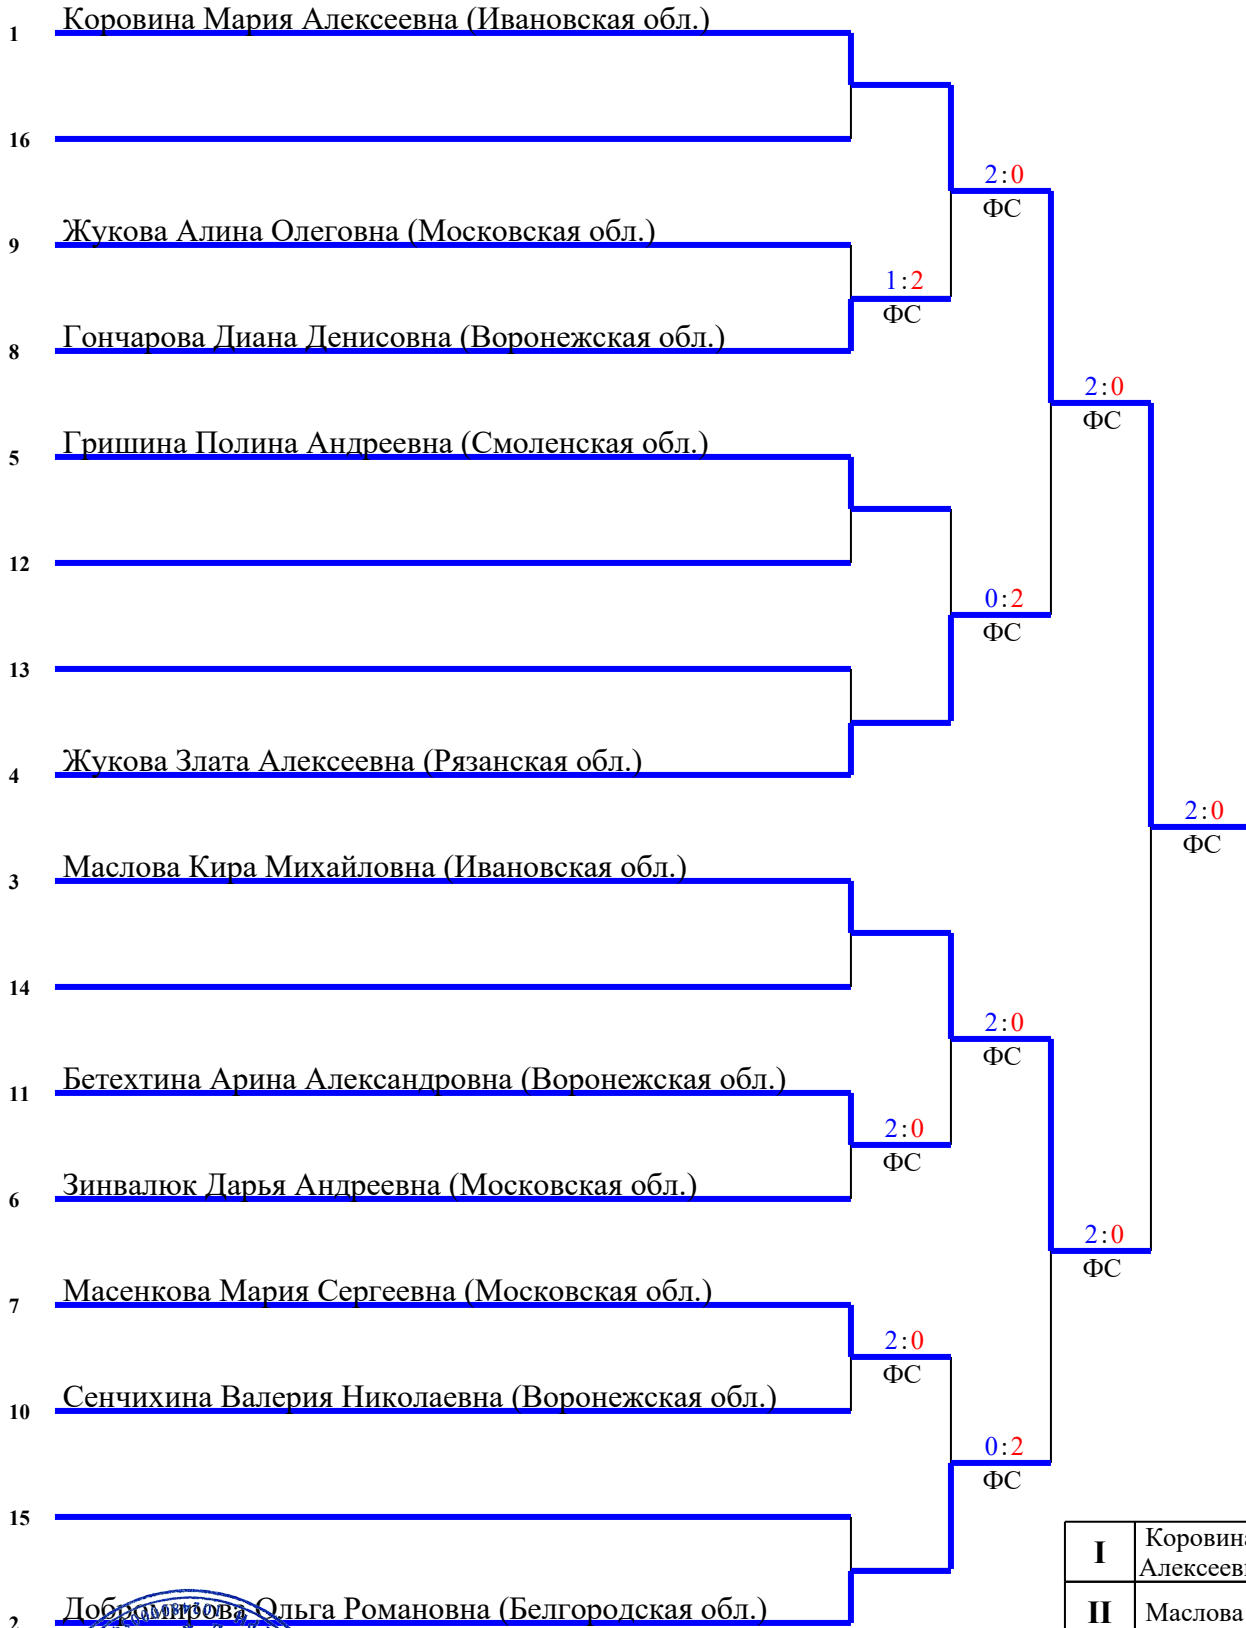 Коровина Мария Алексеевна (Ивановская обл.)
1
16
2:0
ФС
Жукова Алина Олеговна (Московская обл.)
9
1:2
ФС
Гончарова Диана Денисовна (Воронежская обл.)
8
2:0
ФС
Гришина Полина Андреевна (Смоленская обл.)
5
12
0:2
ФС
13
Жукова Злата Алексеевна (Рязанская обл.)
4
2:0
ФС
Маслова Кира Михайловна (Ивановская обл.)
3
14
2:0
ФС
Бетехтина Арина Александровна (Воронежская обл.)
11
2:0
ФС
Зинвалюк Дарья Андреевна (Московская обл.)
6
2:0
ФС
Масенкова Мария Сергеевна (Московская обл.)
7
2:0
ФС
Сенчихина Валерия Николаевна (Воронежская обл.)
10
0:2
ФС
15
I
Коровина
Алексеев
Ольга Романовна (Белгородская обл.)
2
II
Маслова